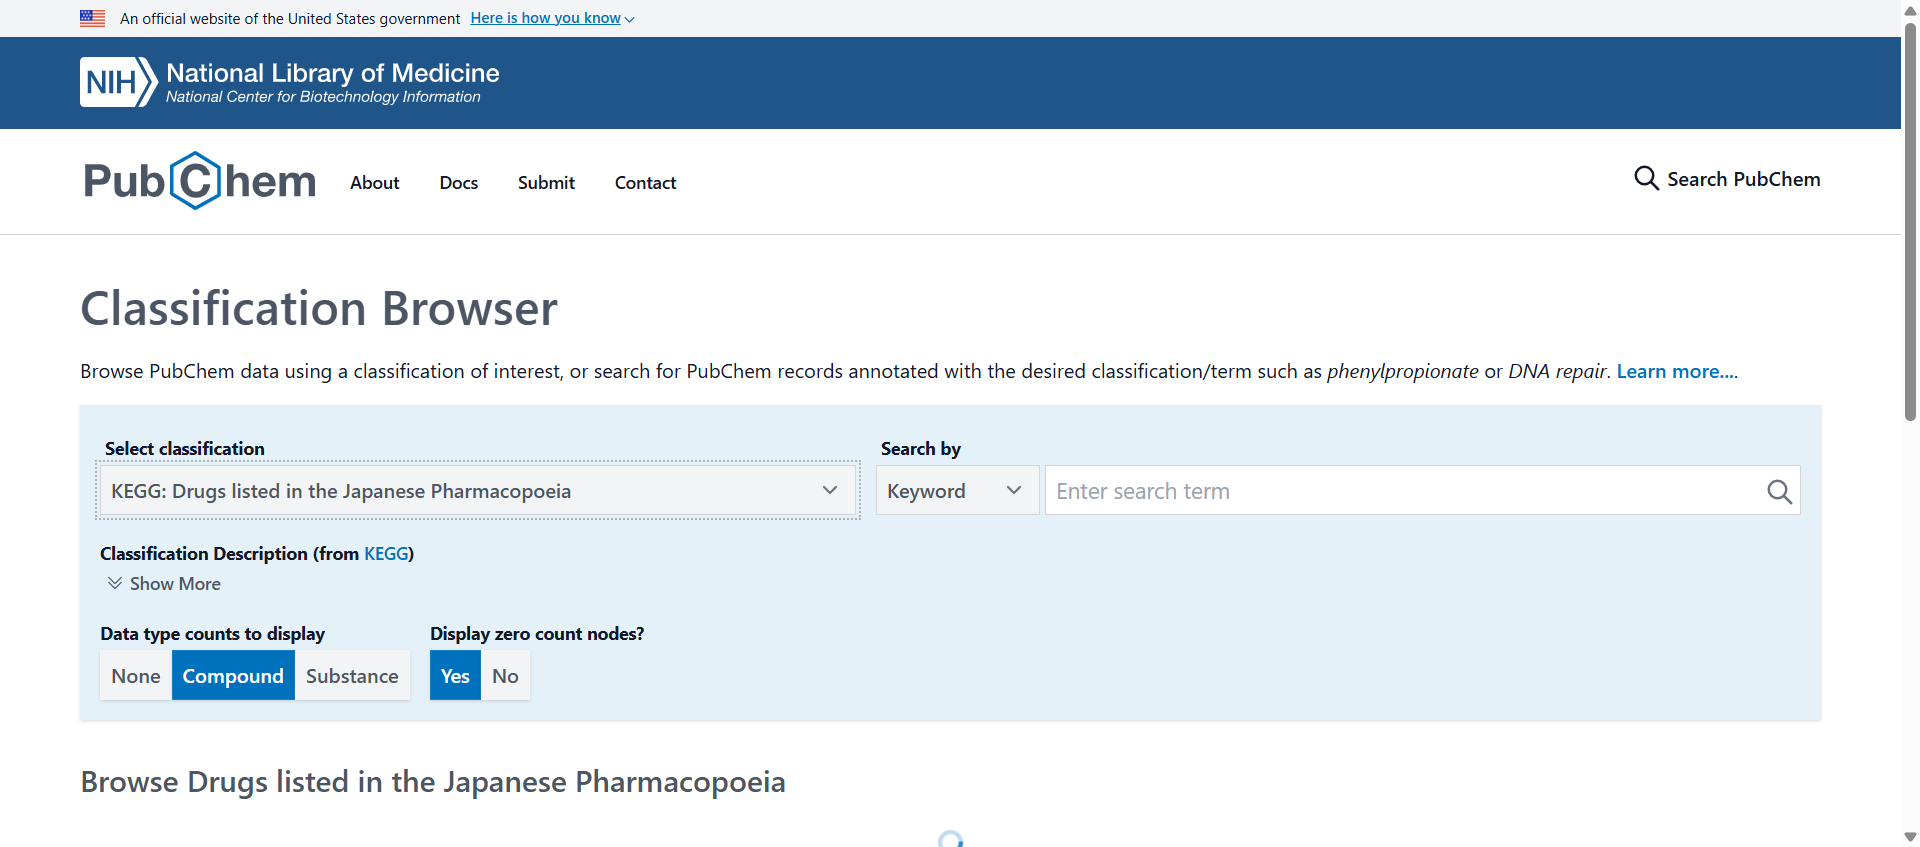 An official website of the United States government Here is how you know
NIH National Library of Medicine
National Center for Biotechnology Information
PubChem About Docs Submit Contact Search PubChem
Classification Browser
Browse PubChem data using a classification of interest, or search for PubChem records annotated with the desired classification/term such as phenylpropionate or DNA repair. Learn more....
Select classification Search by
KEGG: Drugs listed in the Japanese Pharmacopoeia Keyword Enter search term
Classification Description (from KEGG)
Show More
Data type counts to display Display zero count nodes?
None Compound Substance Yes No
Browse Drugs listed in the Japanese Pharmacopoeia